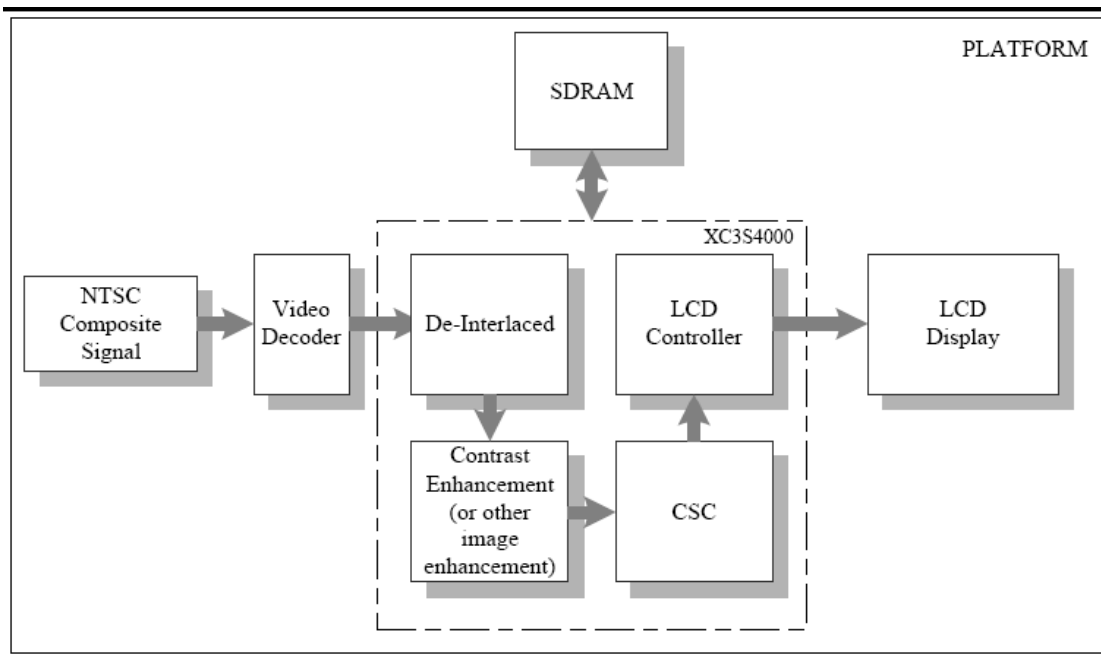 PLATFORM
SDRAM
XC3S4000
NTSC
Composite
Signal
Video
Decoder
De-Interlaced
LCD
Controller
LCD
Display
Contrast
Enhancement
(or other
image
enhancement)
CSC